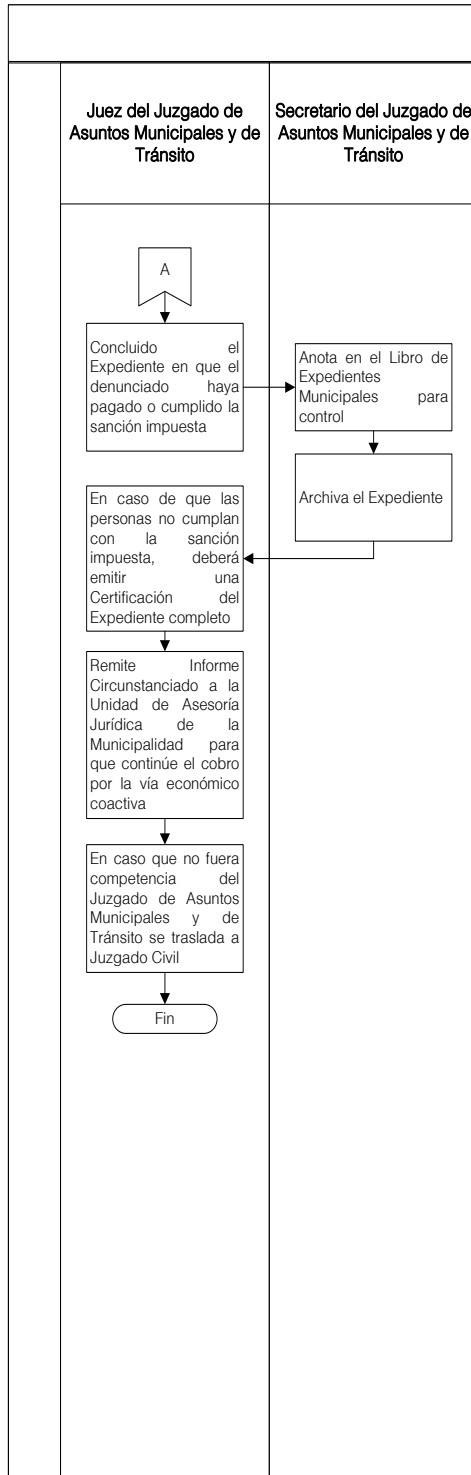 Juez del Juzgado de
Asuntos Municipales y de
Tránsito
Secretario del Juzgado de
Asuntos Municipales y de
Tránsito
A
Concluido el
Expediente en que el
denunciado haya
pagado o cumplido la
sanción impuesta
Anota en el Libro de
Expedientes
Municipales para
control
Archiva el Expediente
En caso de que las
personas no cumplan
con la sanción
impuesta, deberá
emitir una
Certificación del
Expediente completo
Remite Informe
Circunstanciado a la
Unidad de Asesoría
Jurídica de la
Municipalidad para
que continúe el cobro
por la vía económico
coactiva
En caso que no fuera
competencia del
Juzgado de Asuntos
Municipales y de
Tránsito se traslada a
Juzgado Civil
Fin